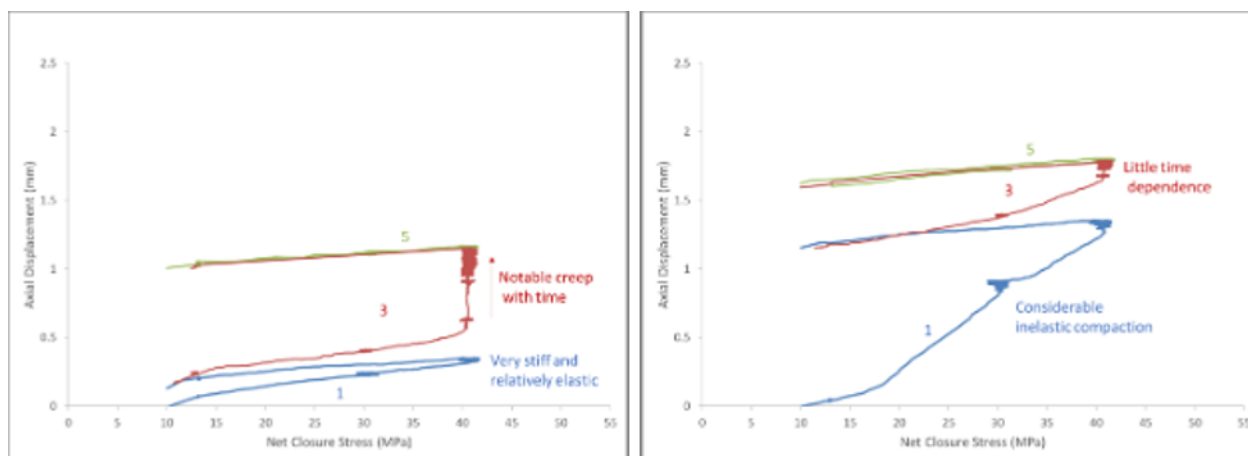 2.5
2
1.5
1
0.5
0
0 5 10 15 20 25 30 35 40 45 50 55
Axial Displacement (mm)
Net Closure Stress (MPa)
5
3
1
Notable creep
with time
Very stiff and
relatively elastic
2.5
2
1.5
1
0.5
0
0 5 10 15 20 25 30 35 40 45 50 55
Axial Displacement (mm)
Net Closure Stress (MPa)
5
3
1
Little time
dependence
Considerable
inelastic compaction